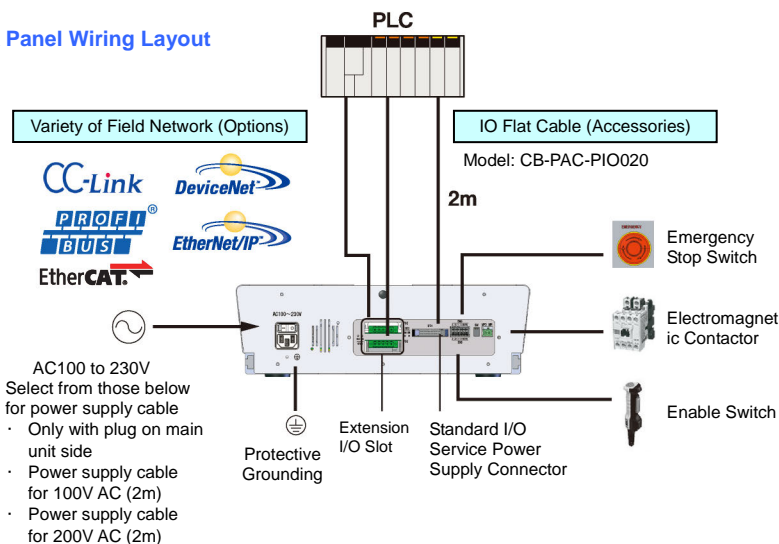 PLC
Panel Wiring Layout
Variety of Field Network (Options)
IO Flat Cable (Accessories)
Model: CB-PAC-PIO020
CC-Link
DeviceNet™
2m
PROFI®
BUS
EtherNet/IP™
EtherCAT.
EMERGENCY
Emergency
Stop Switch
AC100~230V
Electromagnet
ic Contactor
AC100 to 230V
Select from those below
for power supply cable
· Only with plug on main
unit side
· Power supply cable
for 100V AC (2m)
· Power supply cable
for 200V AC (2m)
Protective
Grounding
Extension
I/O Slot
Standard I/O
Service Power
Supply Connector
Enable Switch